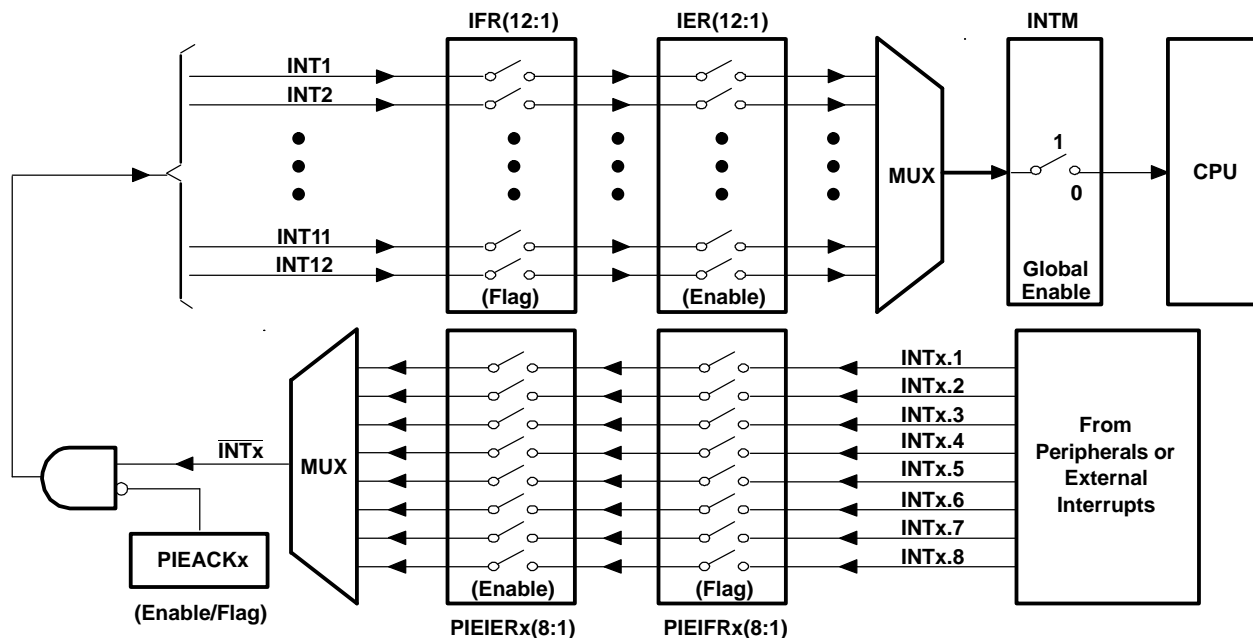 IFR(12:1)
IER(12:1)
INTM
INT1
INT2
INT11
INT12
(Flag)
(Enable)
MUX
1
0
Global
Enable
CPU
INTx
MUX
PIEACKx
(Enable/Flag)
(Enable)
PIEIERx(8:1)
(Flag)
PIEIFRx(8:1)
INTx.1
INTx.2
INTx.3
INTx.4
INTx.5
INTx.6
INTx.7
INTx.8
From
Peripherals or
External
Interrupts